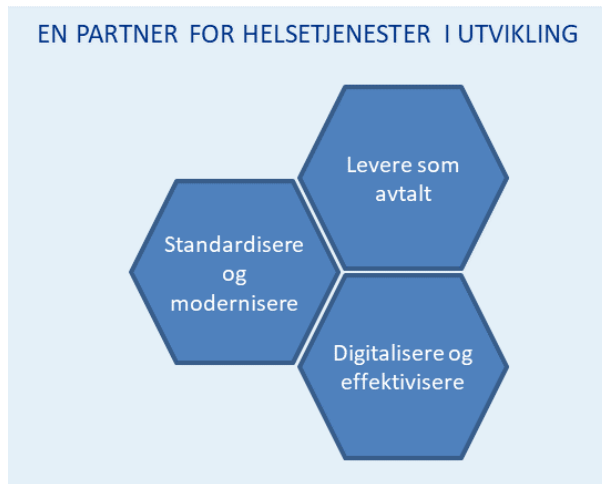 EN PARTNER FOR HELSETJENESTER I UTVIKLING
Levere som
avtalt
Standardisere
og
modernisere
Digitalisere og
effektivisere